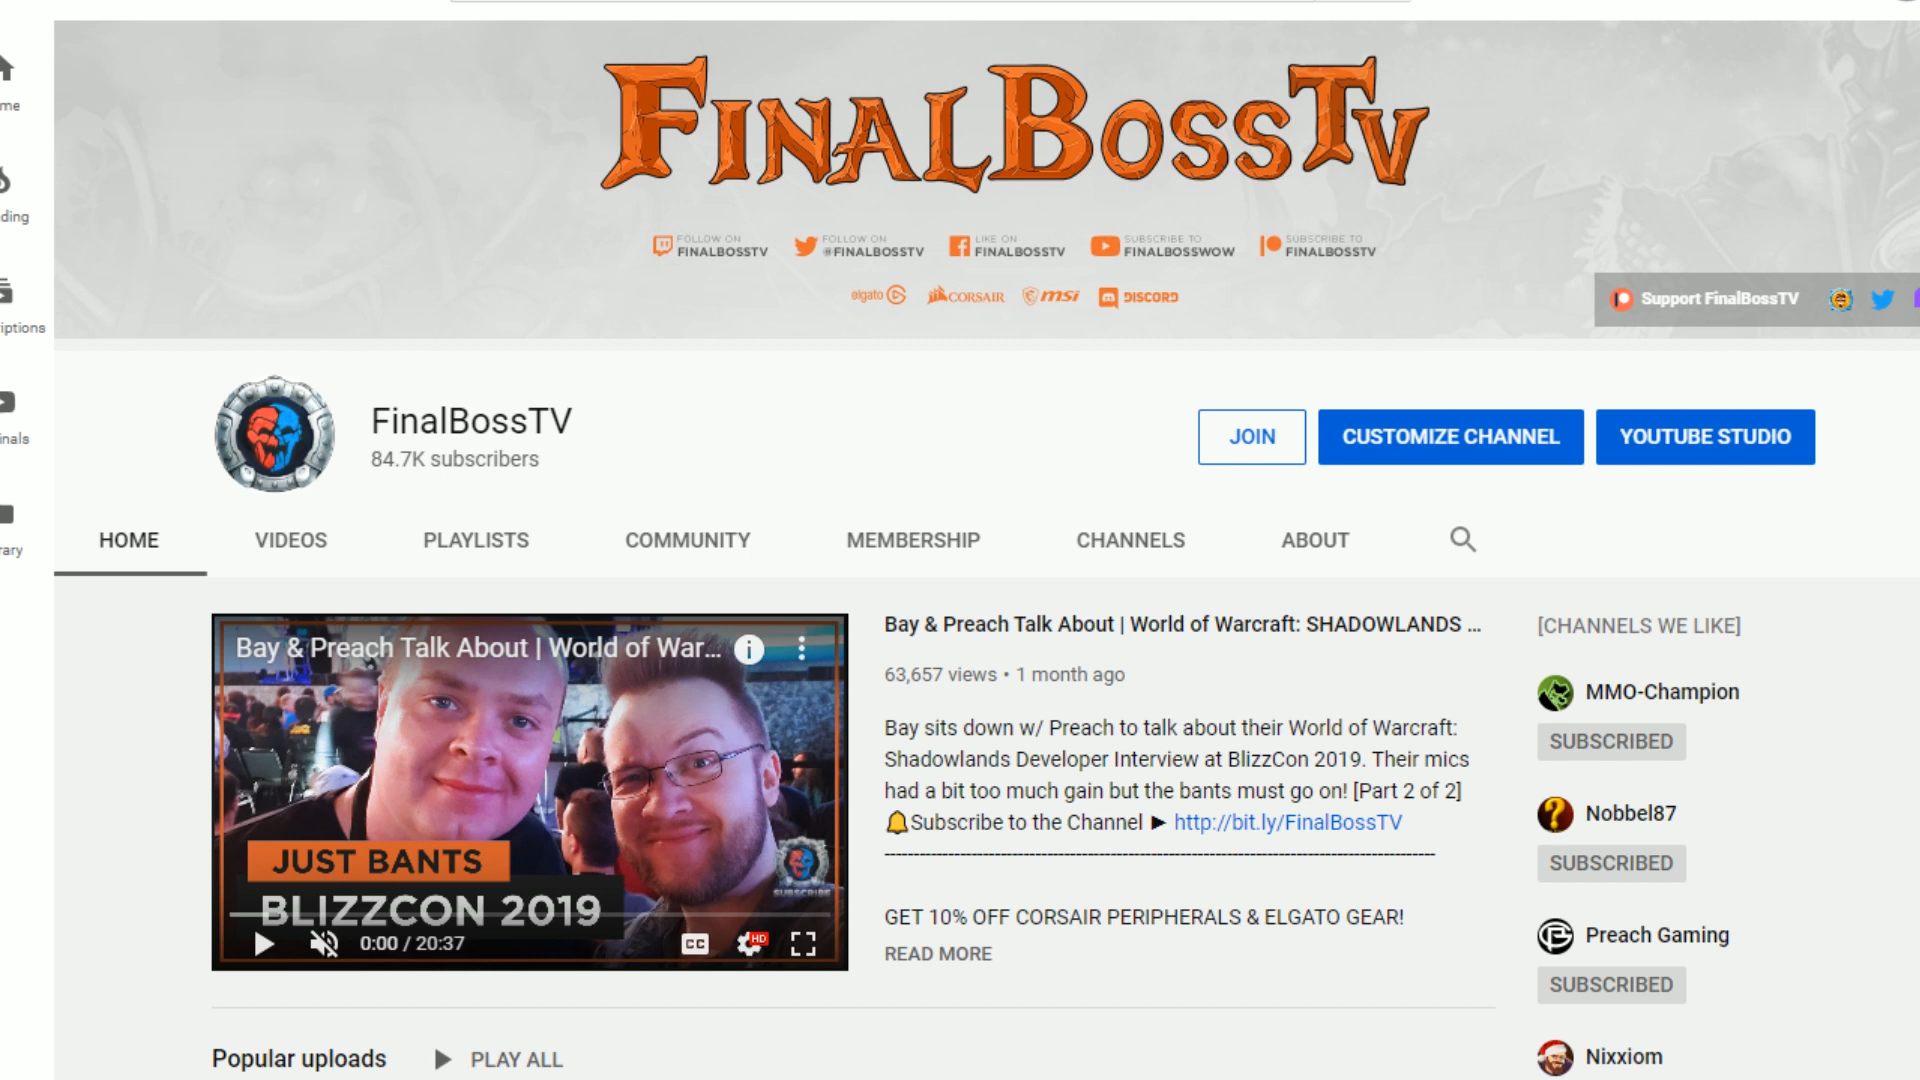 FINALBOSSTV
FOLLOW ON
FINALBOSSTV
FOLLOW ON
@FINALBOSSTV
LIKE ON
FINALBOSSTV
SUBSCRIBE TO
FINALBOSSWOW
SUBSCRIBE TO
FINALBOSSTV
elgato
CORSAIR
msi
DISCORD
Support FinalBossTV
me
ding
iptions
inals
rary
FinalBossTV
84.7K subscribers
JOIN
CUSTOMIZE CHANNEL
YOUTUBE STUDIO
HOME
VIDEOS
PLAYLISTS
COMMUNITY
MEMBERSHIP
CHANNELS
ABOUT
Bay & Preach Talk About | World of War...
JUST BANTS
BLIZZCON 2019
SUBSCRIBE
0:00 / 20:37
CC
HD
Bay & Preach Talk About | World of Warcraft: SHADOWLANDS ...
63,657 views • 1 month ago
Bay sits down w/ Preach to talk about their World of Warcraft:
Shadowlands Developer Interview at BlizzCon 2019. Their mics
had a bit too much gain but the bants must go on! [Part 2 of 2]
🔔Subscribe to the Channel ► http://bit.ly/FinalBossTV
----------------------------------------------------------------------------------------------
GET 10% OFF CORSAIR PERIPHERALS & ELGATO GEAR!
READ MORE
[CHANNELS WE LIKE]
MMO-Champion
SUBSCRIBED
Nobbel87
SUBSCRIBED
Preach Gaming
SUBSCRIBED
Nixxiom
Popular uploads
PLAY ALL